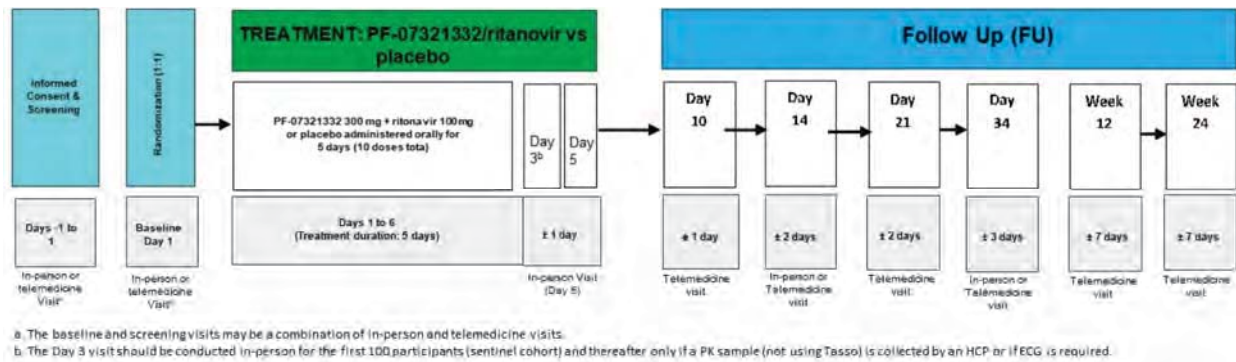 TREATMENT: PF-07321332/ritanovir vs
placebo
Follow Up (FU)
Informed
Consent &
Screening
Randomization (1:1)
PF-07321332 300 mg + ritonavir 100mg
or placebo administered orally for
5 days (10 doses tota)
Day
3b
Day
5
Day
10
Day
14
Day
21
Day
34
Week
12
Week
24
Days -1 to
1
Baseline
Day 1
Days 1 to 6
(Treatment duration: 5 days)
± 1 day
± 1 day
± 2 days
± 2 days
± 3 days
± 7 days
± 7 days
In-person or
telemedicine
Visita
In-person or
telemedicine
Visita
In-person Visit
(Day 5)
Telemedicine
visit
In-person or
Telemedicine
visit
Telemedicine
visit
In-person or
Telemedicine
visit
Telemedicine
visit
Telemedicine
visit
a. The baseline and screening visits may be a combination of in-person and telemedicine visits.
b. The Day 3 visit should be conducted in-person for the first 100 participants (sentinel cohort) and thereafter only if a PK sample (not using Tasso) is collected by an HCP or if ECG is required.